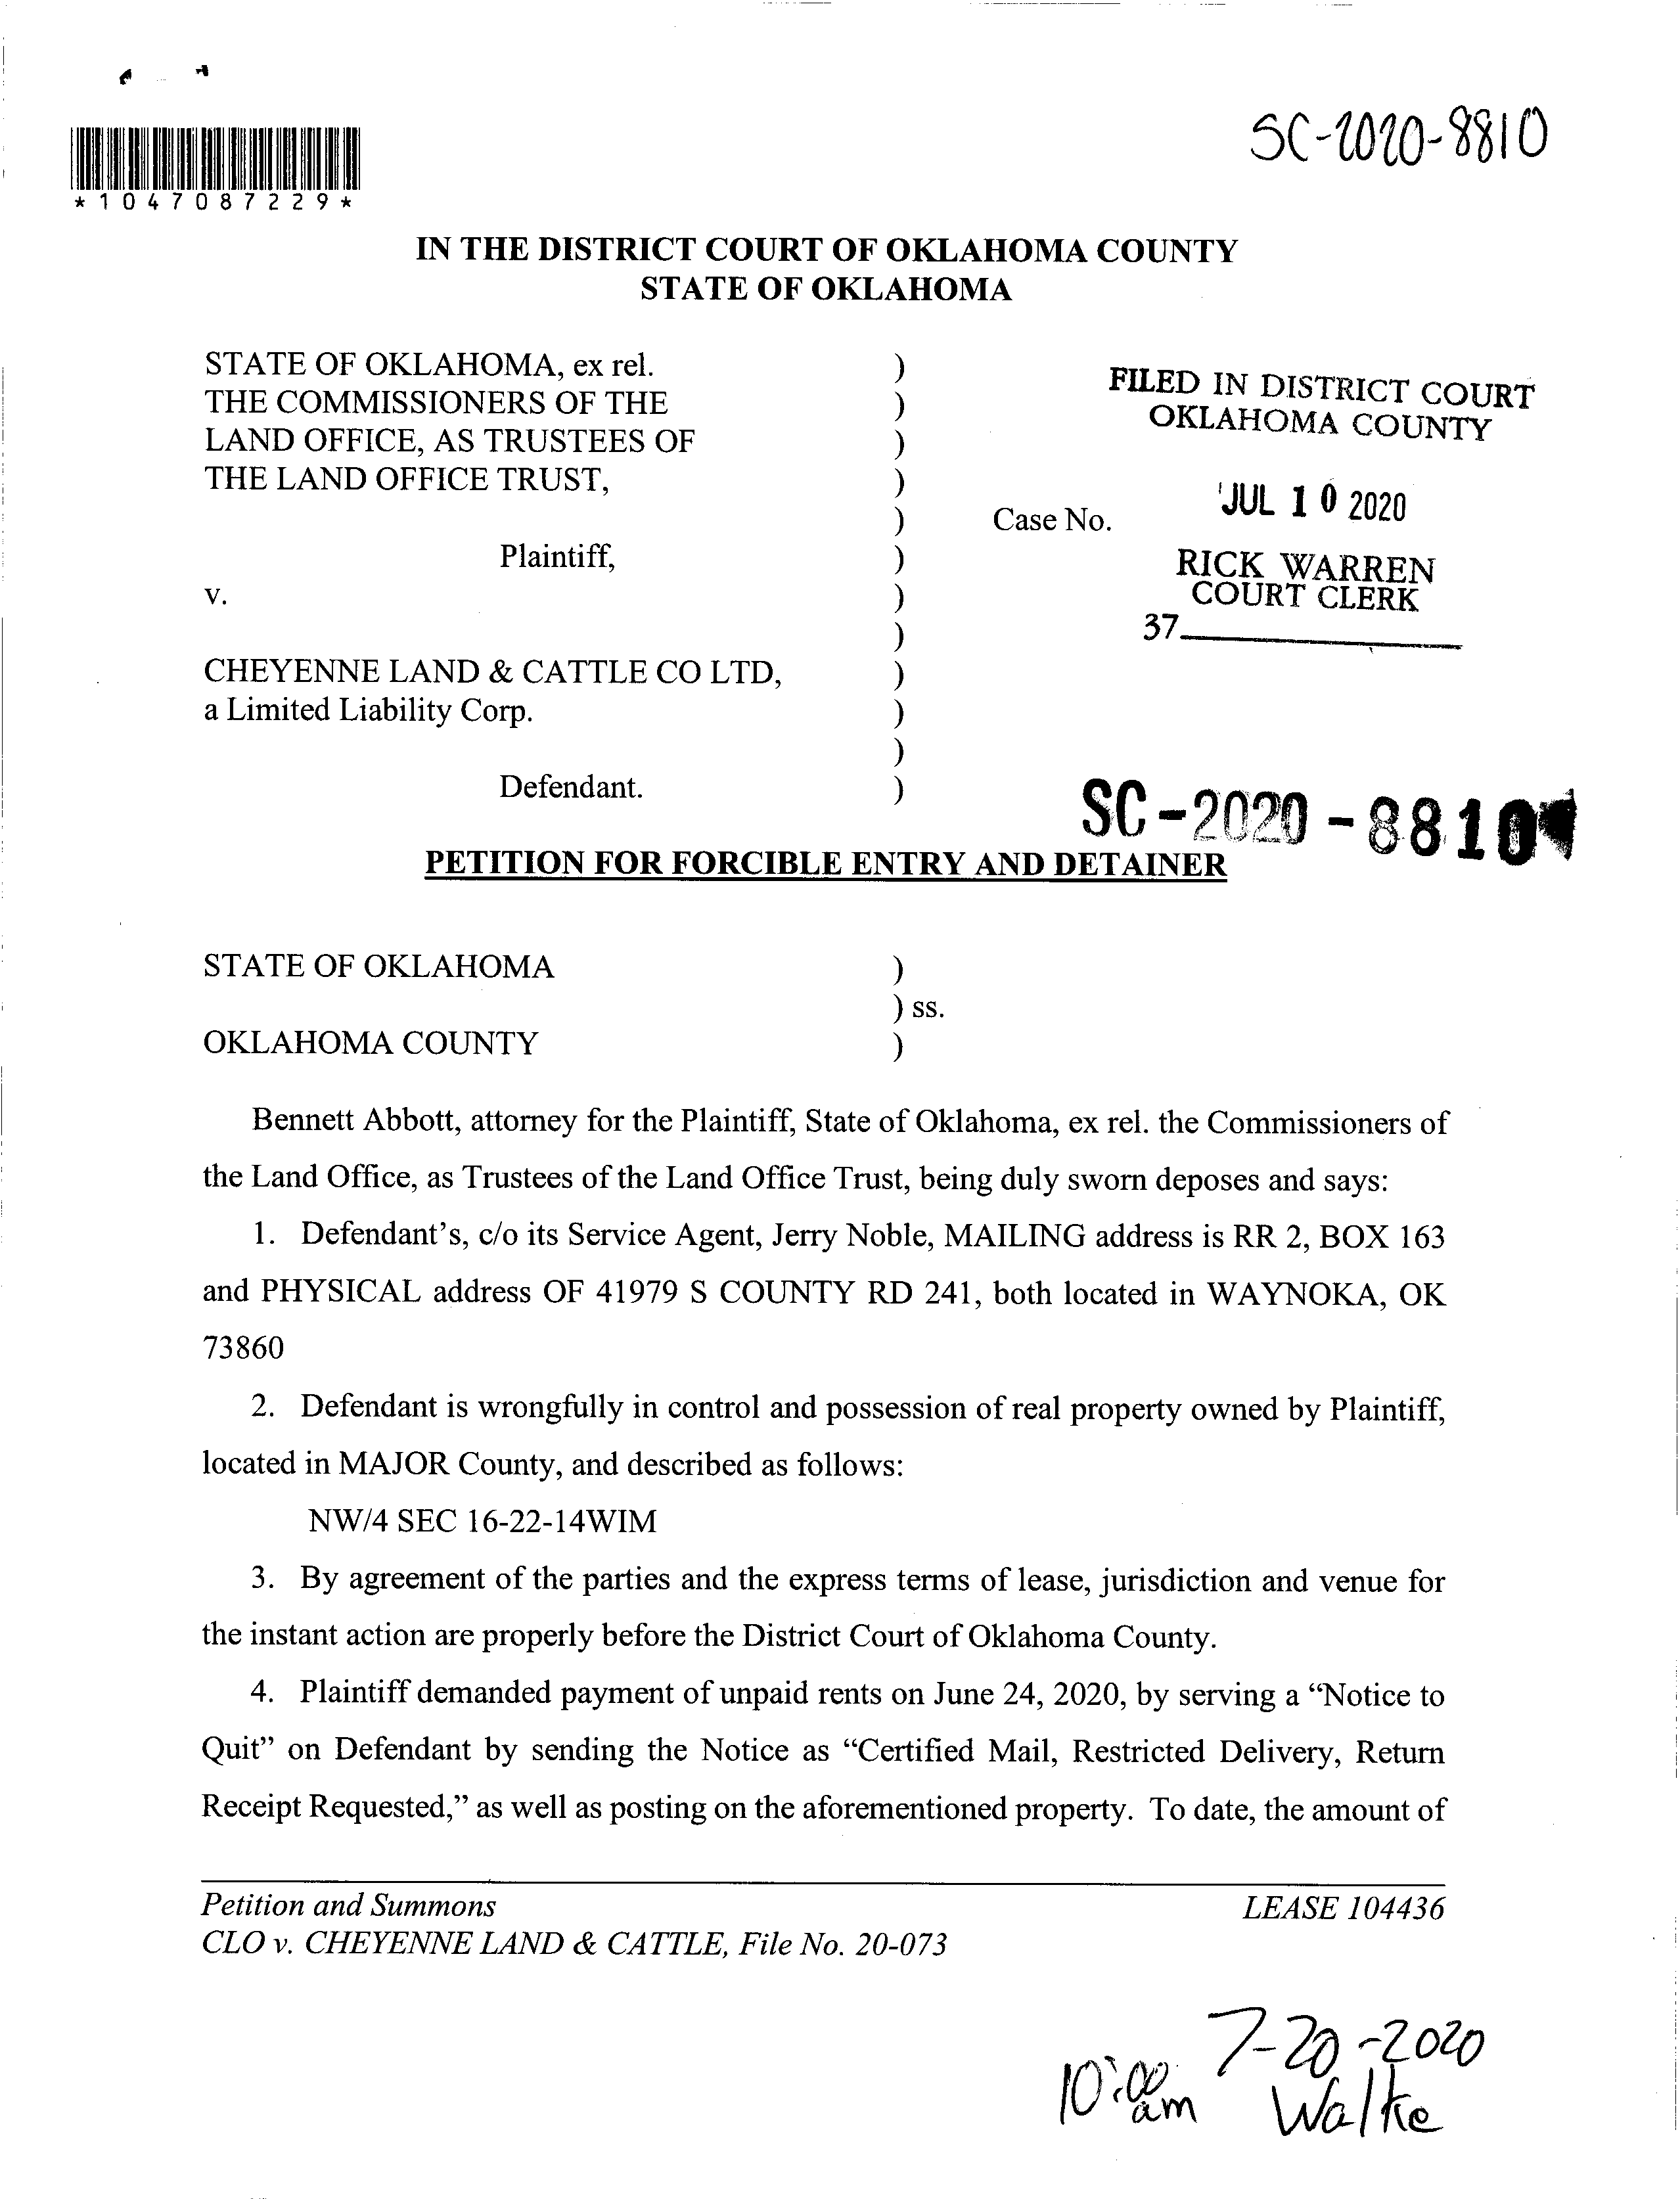 SC-2020-8810
*1047087229*
IN THE DISTRICT COURT OF OKLAHOMA COUNTY
STATE OF OKLAHOMA
STATE OF OKLAHOMA, ex rel.
THE COMMISSIONERS OF THE
LAND OFFICE, AS TRUSTEES OF
THE LAND OFFICE TRUST,
Plaintiff,
v.
CHEYENNE LAND & CATTLE CO LTD,
a Limited Liability Corp.
Defendant.
)
)
)
)
)
)
)
)
)
)
)
)
Case No.
FILED IN DISTRICT COURT
OKLAHOMA COUNTY
JUL 10 2020
RICK WARREN
COURT CLERK
37
SC-2020-8810
PETITION FOR FORCIBLE ENTRY AND DETAINER
STATE OF OKLAHOMA )
) ss.
OKLAHOMA COUNTY )
Bennett Abbott, attorney for the Plaintiff, State of Oklahoma, ex rel. the Commissioners of
the Land Office, as Trustees of the Land Office Trust, being duly sworn deposes and says:
1. Defendant's, c/o its Service Agent, Jerry Noble, MAILING address is RR 2, BOX 163
and PHYSICAL address OF 41979 S COUNTY RD 241, both located in WAYNOKA, OK
73860
2. Defendant is wrongfully in control and possession of real property owned by Plaintiff,
located in MAJOR County, and described as follows:
NW/4 SEC 16-22-14WIM
3. By agreement of the parties and the express terms of lease, jurisdiction and venue for
the instant action are properly before the District Court of Oklahoma County.
4. Plaintiff demanded payment of unpaid rents on June 24, 2020, by serving a "Notice to
Quit" on Defendant by sending the Notice as "Certified Mail, Restricted Delivery, Return
Receipt Requested," as well as posting on the aforementioned property. To date, the amount of
Petition and Summons LEASE 104436
CLO v. CHEYENNE LAND & CATTLE, File No. 20-073
7-20-2020
10:00 am Walke